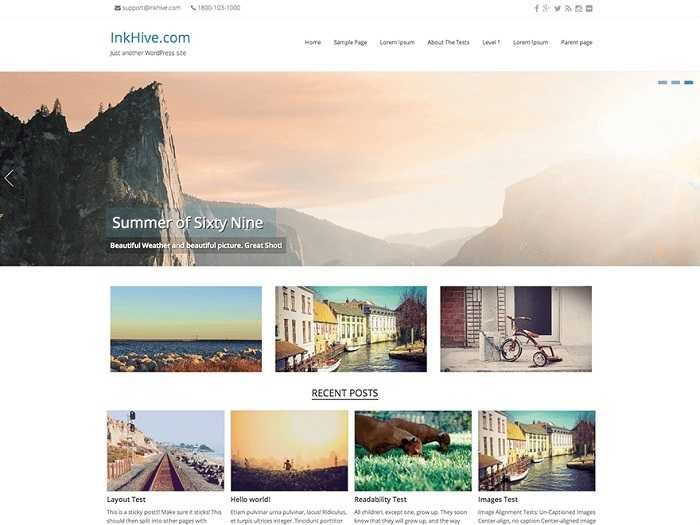 support@inkhive.com 1800-103-1000
InkHive.com
Just another WordPress site
Home Sample Page Lorem Ipsum About The Tests Level 1 Lorem Ipsum Parent page
Summer of Sixty Nine
Beautiful Weather and beautiful picture. Great Shot!
RECENT POSTS
Layout Test
This is a sticky post!! Make sure it sticks! This
should then split into other pages with
Hello world!
Etiam pulvinar pulvinar, lacus! Ridiculus,
et turpis ultrices integer. Tincidunt porttitor
Readability Test
All children, except one, grow up. They soon
know that they will grow up, and the way
Images Test
Image Alignment Tests: Un-Captioned Images
Center-align, no caption Center-aligned image